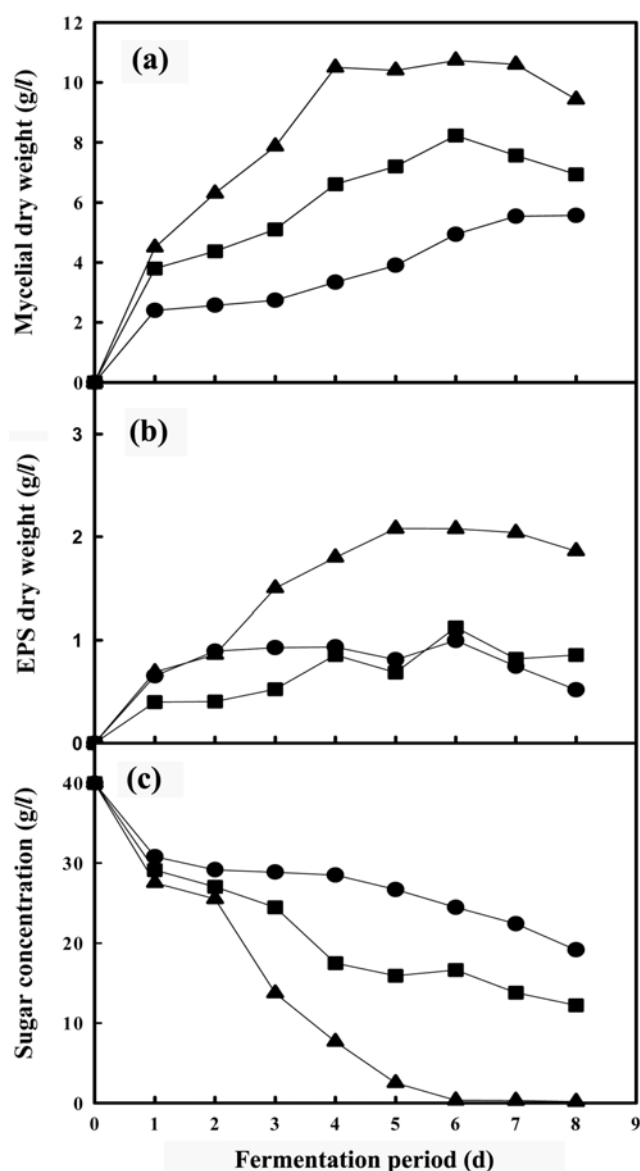 (a)
Mycelial dry weight (g/l)
12
10
8
6
4
2
0
(b)
EPS dry weight (g/l)
3
2
1
0
(c)
Sugar concentration (g/l)
40
30
20
10
0
0 1 2 3 4 5 6 7 8 9
Fermentation period (d)